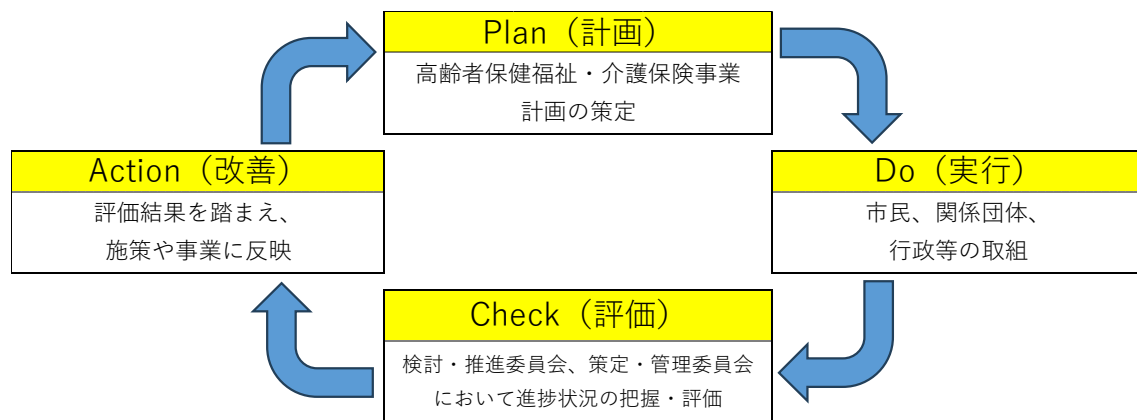 Plan（計画）
高齢者保健福祉・介護保険事業
計画の策定
Do（実行）
市民、関係団体、
行政等の取組
Check（評価）
検討・推進委員会、策定・管理委員会
において進捗状況の把握・評価
Action（改善）
評価結果を踏まえ、
施策や事業に反映